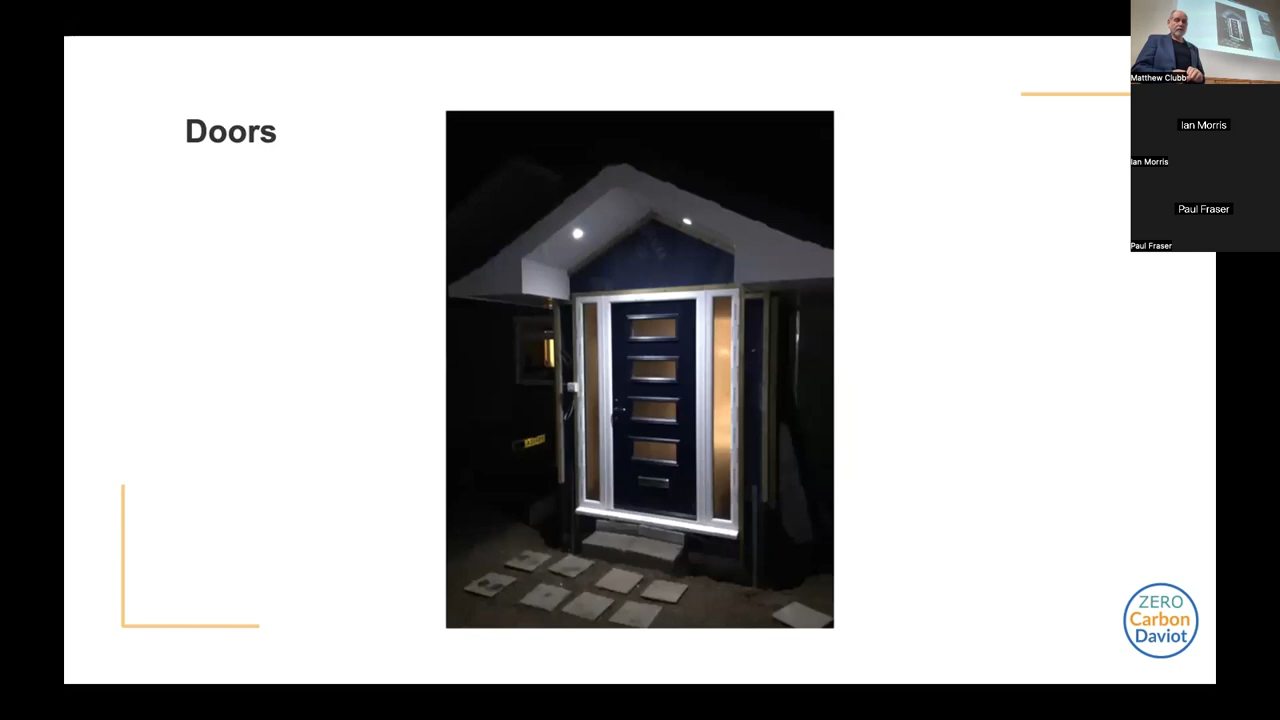 Doors
ZERO
Carbon
Daviot
Matthew Clubb
Ian Morris
Ian Morris
Paul Fraser
Paul Fraser